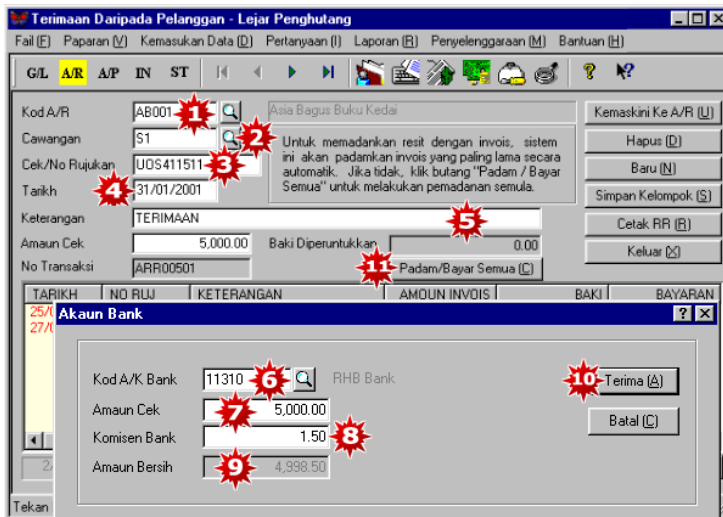 Terimaan Daripada Pelanggan - Lejar Penghutang
Fail (F) Paparan (V) Kemasukan Data (D) Pertanyaan (I) Laporan (R) Penyelenggaraan (M) Bantuan (H)
G/L A/R A/P IN ST
Kod A/R AB001 1 Asia Bagus Buku Kedai Kemaskini Ke A/R (U)
Cawangan S1 2 Hapus (D)
Untuk memadankan resit dengan invois, sistem
ini akan padamkan invois yang paling lama secara
automatik. Jika tidak, klik butang "Padam / Bayar
Semua" untuk melakukan pemadanan semula.
Cek/No Rujukan UOS411511 3 Baru (N)
Tarikh 4 31/01/2001 Simpan Kelompok (S)
Keterangan TERIMAAN 5 Cetak RR (R)
Amaun Cek 5,000.00 Baki Diperuntukkan 0.00 Keluar (X)
No Transaksi ARR00501 11 Padam/Bayar Semua (C)
TARIKH NO RUJ KETERANGAN AMOUN INVOIS BAKI BAYARAN
25/0
27/0
Akaun Bank
Kod A/K Bank 11310 6 RHB Bank 10 Terima (A)
Amaun Cek 7 5,000.00 Batal (C)
Komisen Bank 1.50 8
Amaun Bersih 9 4,998.50
Tekan